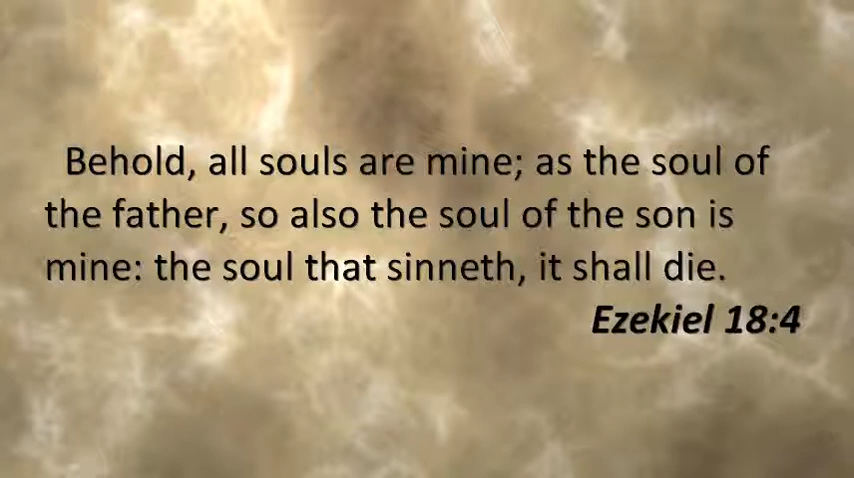 Behold, all souls are mine; as the soul of
the father, so also the soul of the son is
mine: the soul that sinneth, it shall die.
Ezekiel 18:4